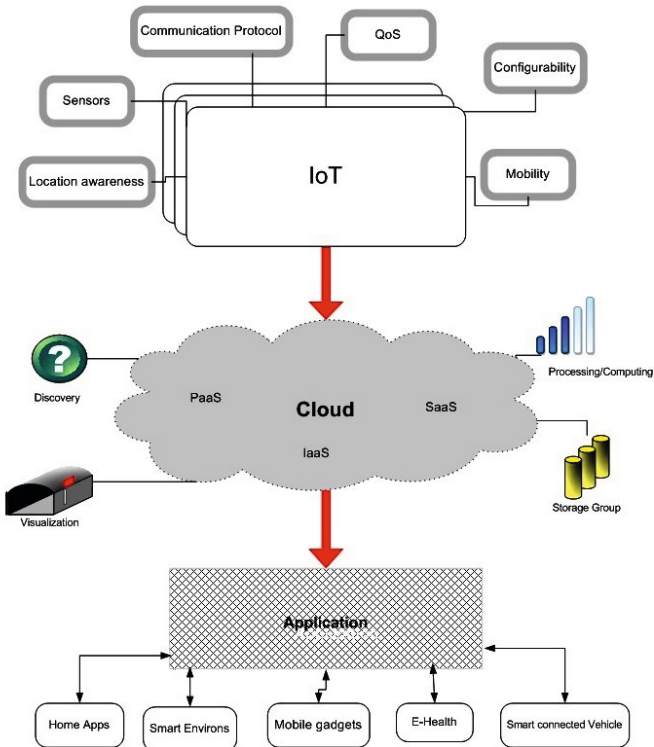 Communication Protocol
QoS
Configurability
Sensors
Location awareness
IoT
Mobility
Discovery
Processing/Computing
PaaS
Cloud
SaaS
IaaS
Visualization
Storage Group
Application
Home Apps
Smart Environs
Mobile gadgets
E-Health
Smart connected Vehicle